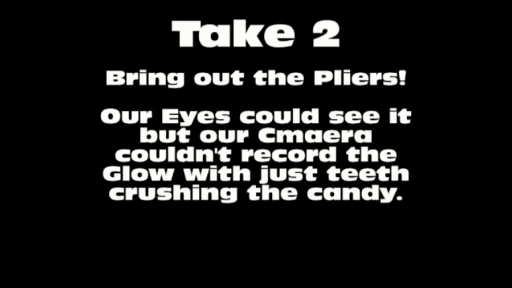 Take 2
Bring out the Pliers!
Our Eyes could see it
but our Cmaera
couldn't record the
Glow with just teeth
crushing the candy.